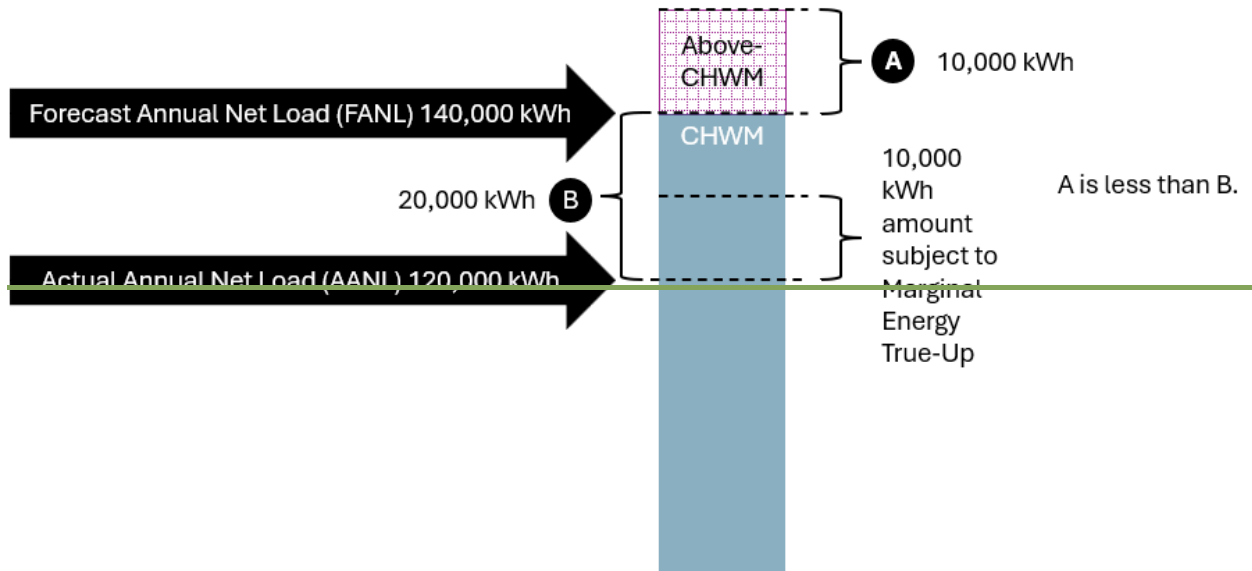 Above-
CHWM
A
10,000 kWh
Forecast Annual Net Load (FANL) 140,000 kWh
CHWM
10,000
kWh
amount
subject to
Marginal
Energy
True-Up
A is less than B.
20,000 kWh
B
Actual Annual Net Load (AANL) 120,000 kWh